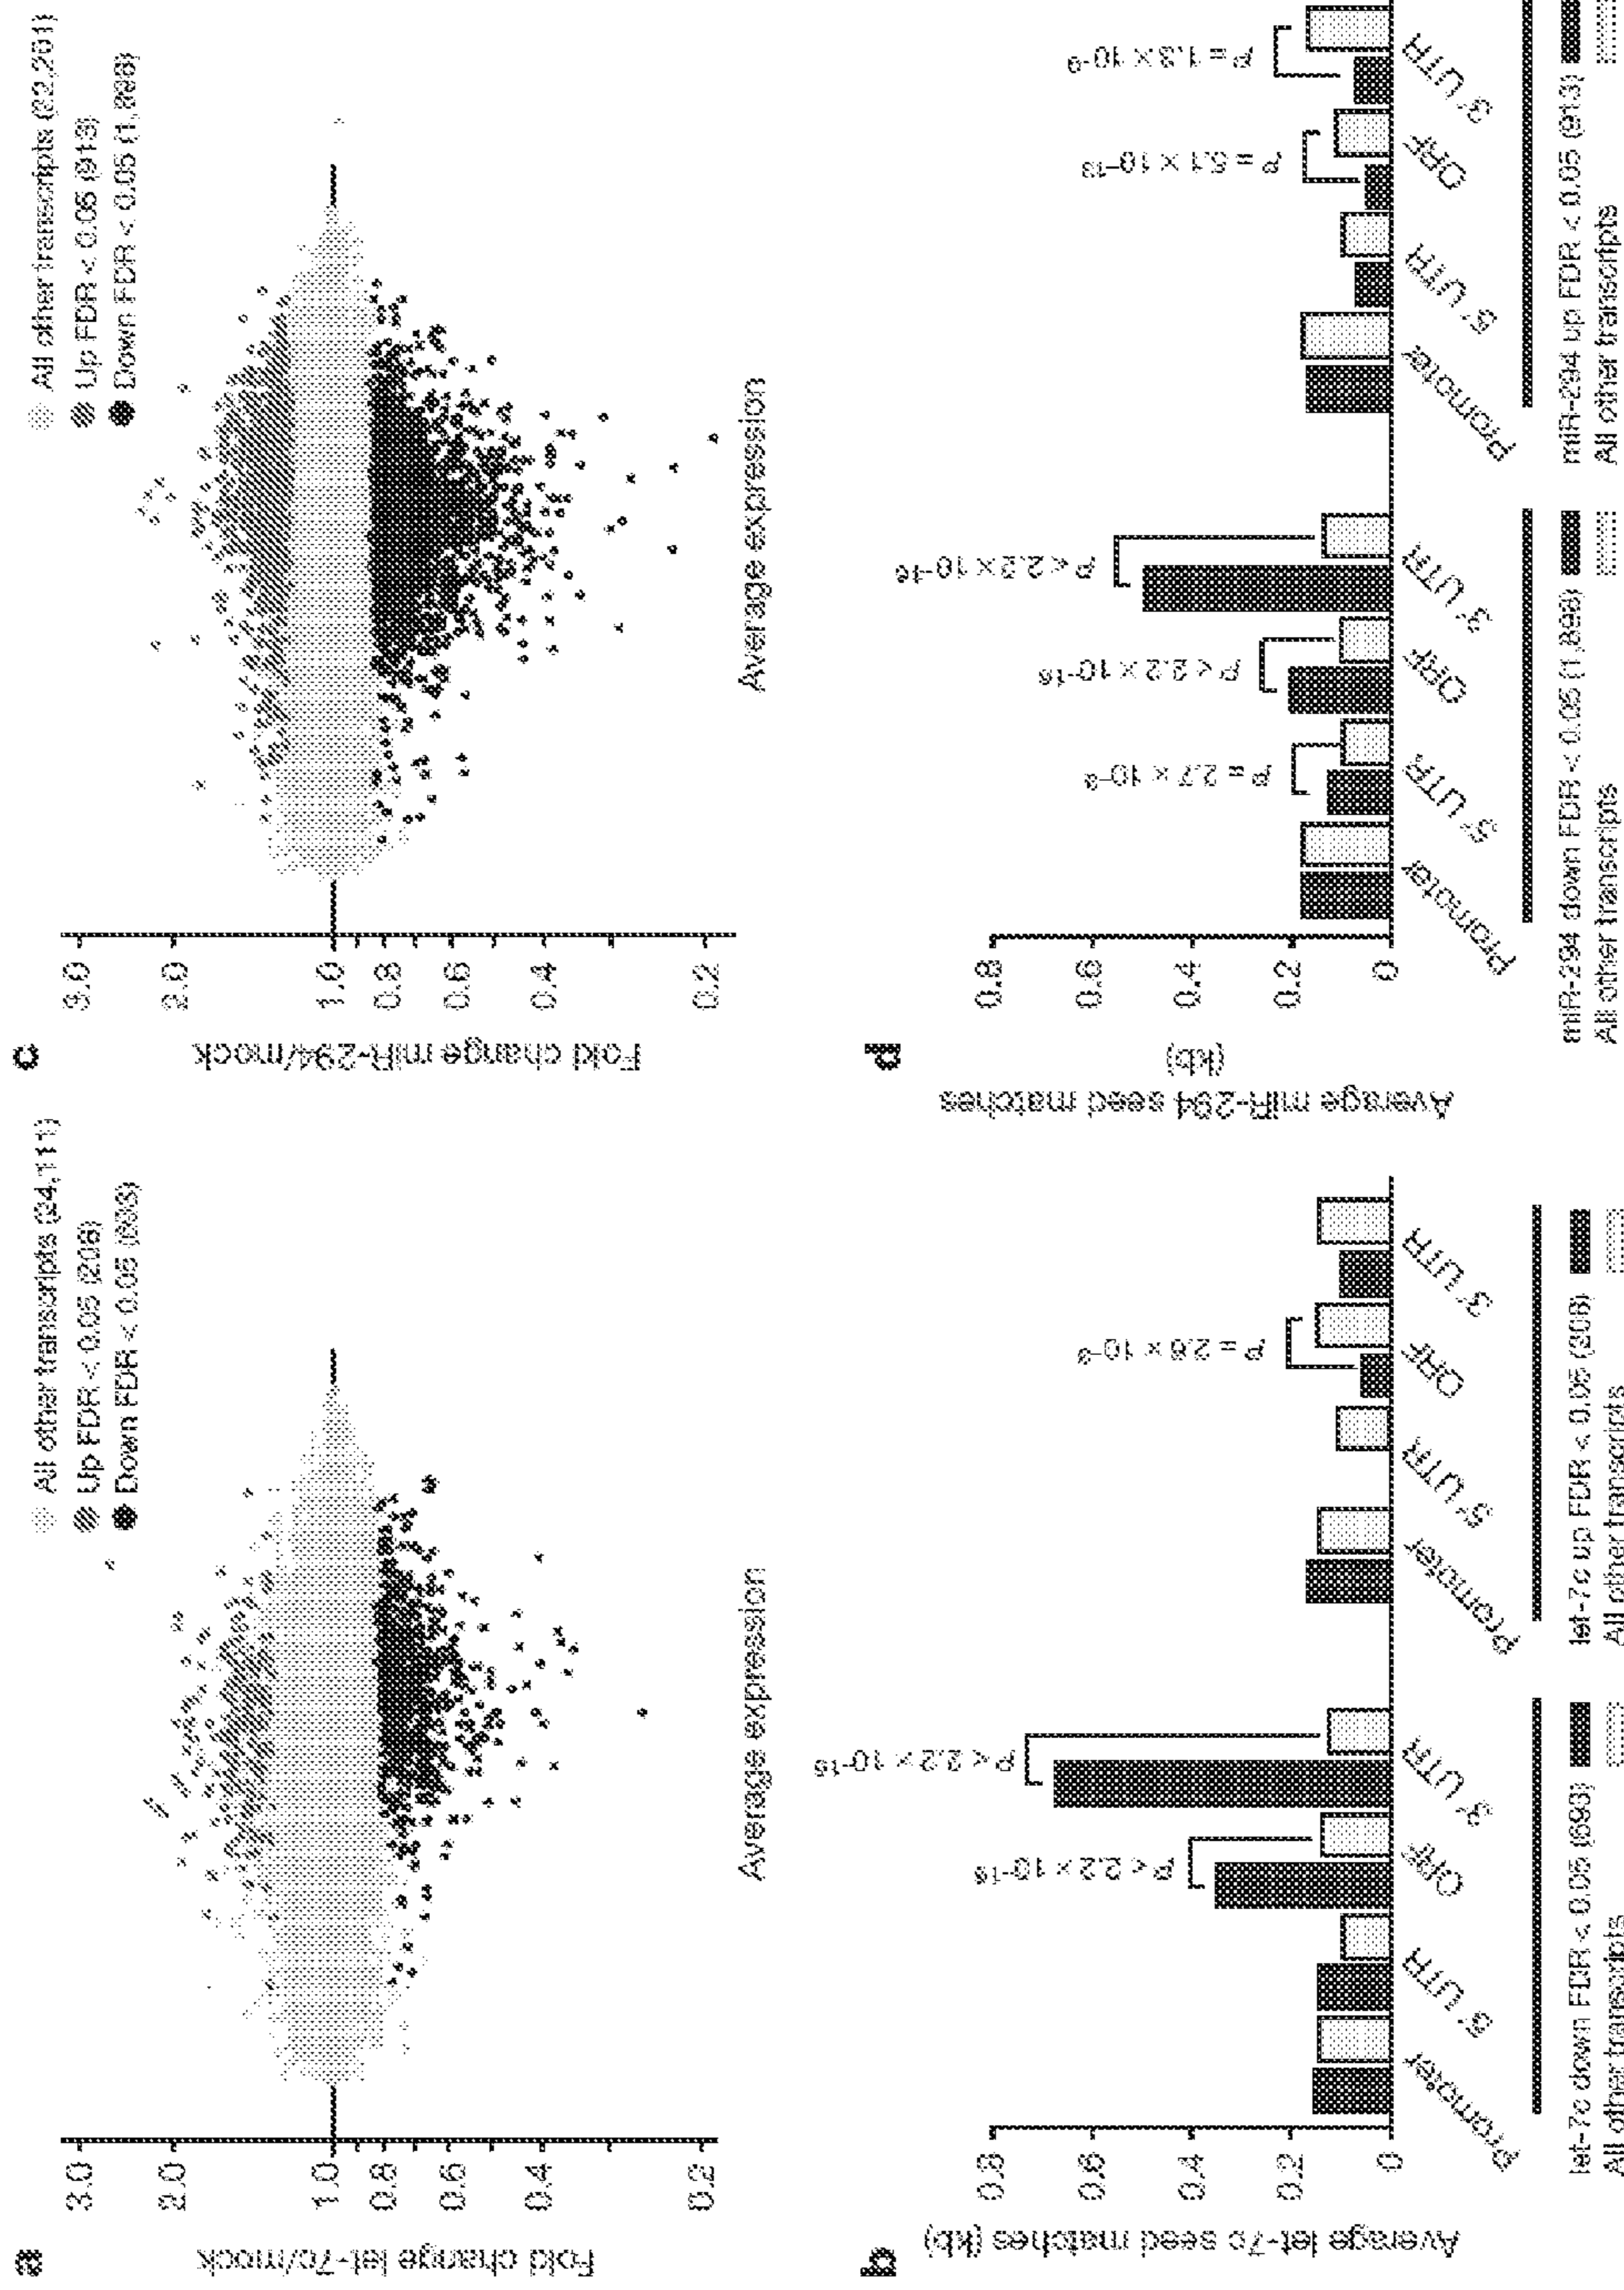 a
Fold change let-7c/mock
3.0
2.0
1.0
0.8
0.6
0.4
0.2
Average expression
All other transcripts (24,111)
Up FDR < 0.05 (208)
Down FDR < 0.05 (693)
b
Average let-7c seed matches (kb)
0.8
0.6
0.4
0.2
0
P < 2.2 × 10-16
P < 2.2 × 10-16
P = 2.6 × 10-3
Promoter
5′ UTR
ORF
3′ UTR
Promoter
5′ UTR
ORF
3′ UTR
let-7c down FDR < 0.05 (693)
All other transcripts
let-7c up FDR < 0.05 (208)
All other transcripts
c
Fold change miR-294/mock
3.0
2.0
1.0
0.8
0.6
0.4
0.2
Average expression
All other transcripts (22,201)
Up FDR < 0.05 (913)
Down FDR < 0.05 (1,898)
d
Average miR-294 seed matches
(kb)
0.8
0.6
0.4
0.2
0
P = 2.7 × 10-3
P < 2.2 × 10-16
P < 2.2 × 10-16
P = 5.1 × 10-13
P = 1.3 × 10-9
Promoter
5′ UTR
ORF
3′ UTR
Promoter
5′ UTR
ORF
3′ UTR
miR-294 down FDR < 0.05 (1,898)
All other transcripts
miR-294 up FDR < 0.05 (913)
All other transcripts